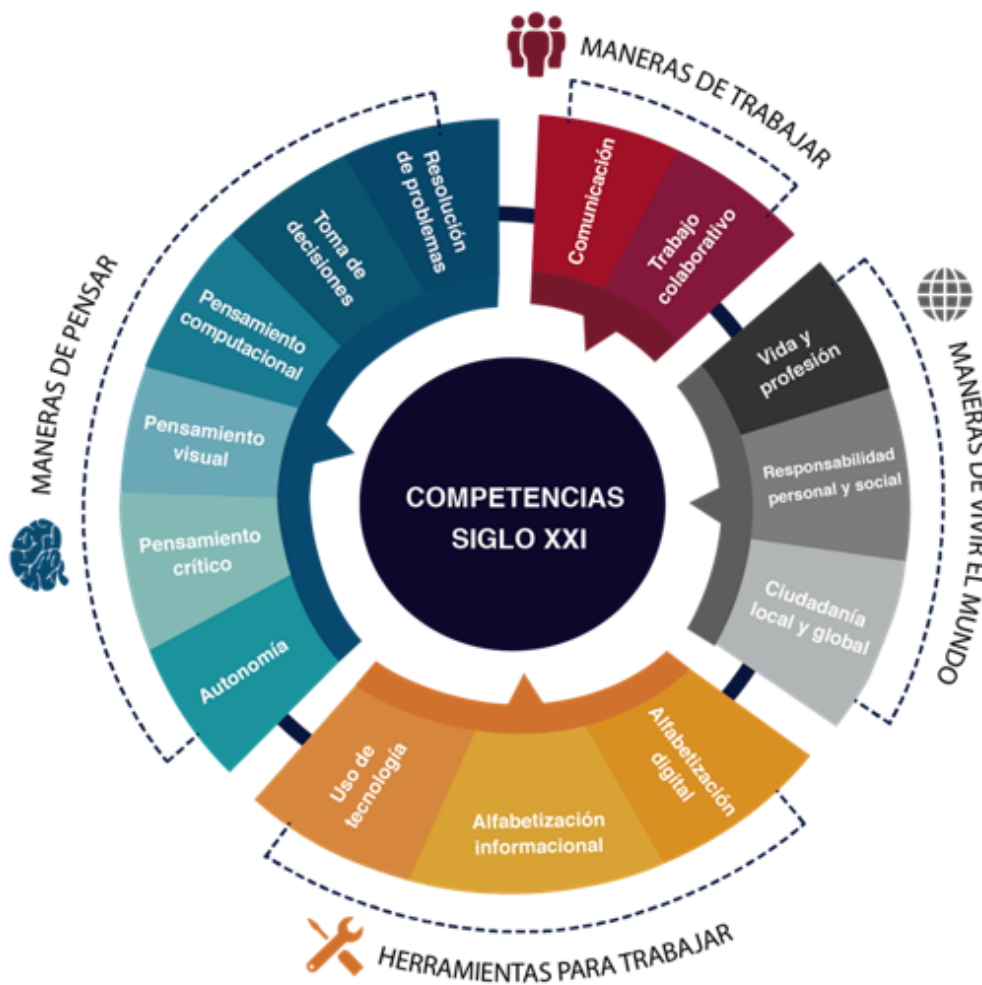 MANERAS DE TRABAJAR
Comunicación
Trabajo
colaborativo
MANERAS DE VIVIR EL MUNDO
Vida y
profesión
Responsabilidad
personal y social
Ciudadanía
local y global
HERRAMIENTAS PARA TRABAJAR
Alfabetización
digital
Alfabetización
informacional
Uso de
tecnología
MANERAS DE PENSAR
Autonomía
Pensamiento
crítico
Pensamiento
visual
Pensamiento
computacional
Toma de
decisiones
Resolución
de problemas
COMPETENCIAS
SIGLO XXI